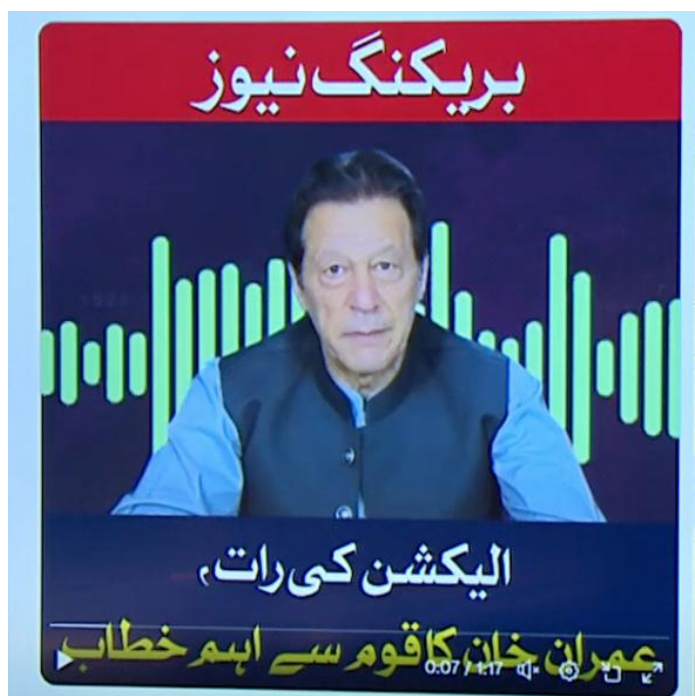 بریکنگ نیوز
الیکشن کی رات،
عمران خان کا قوم سے اہم خطاب
0:07 / 1:17